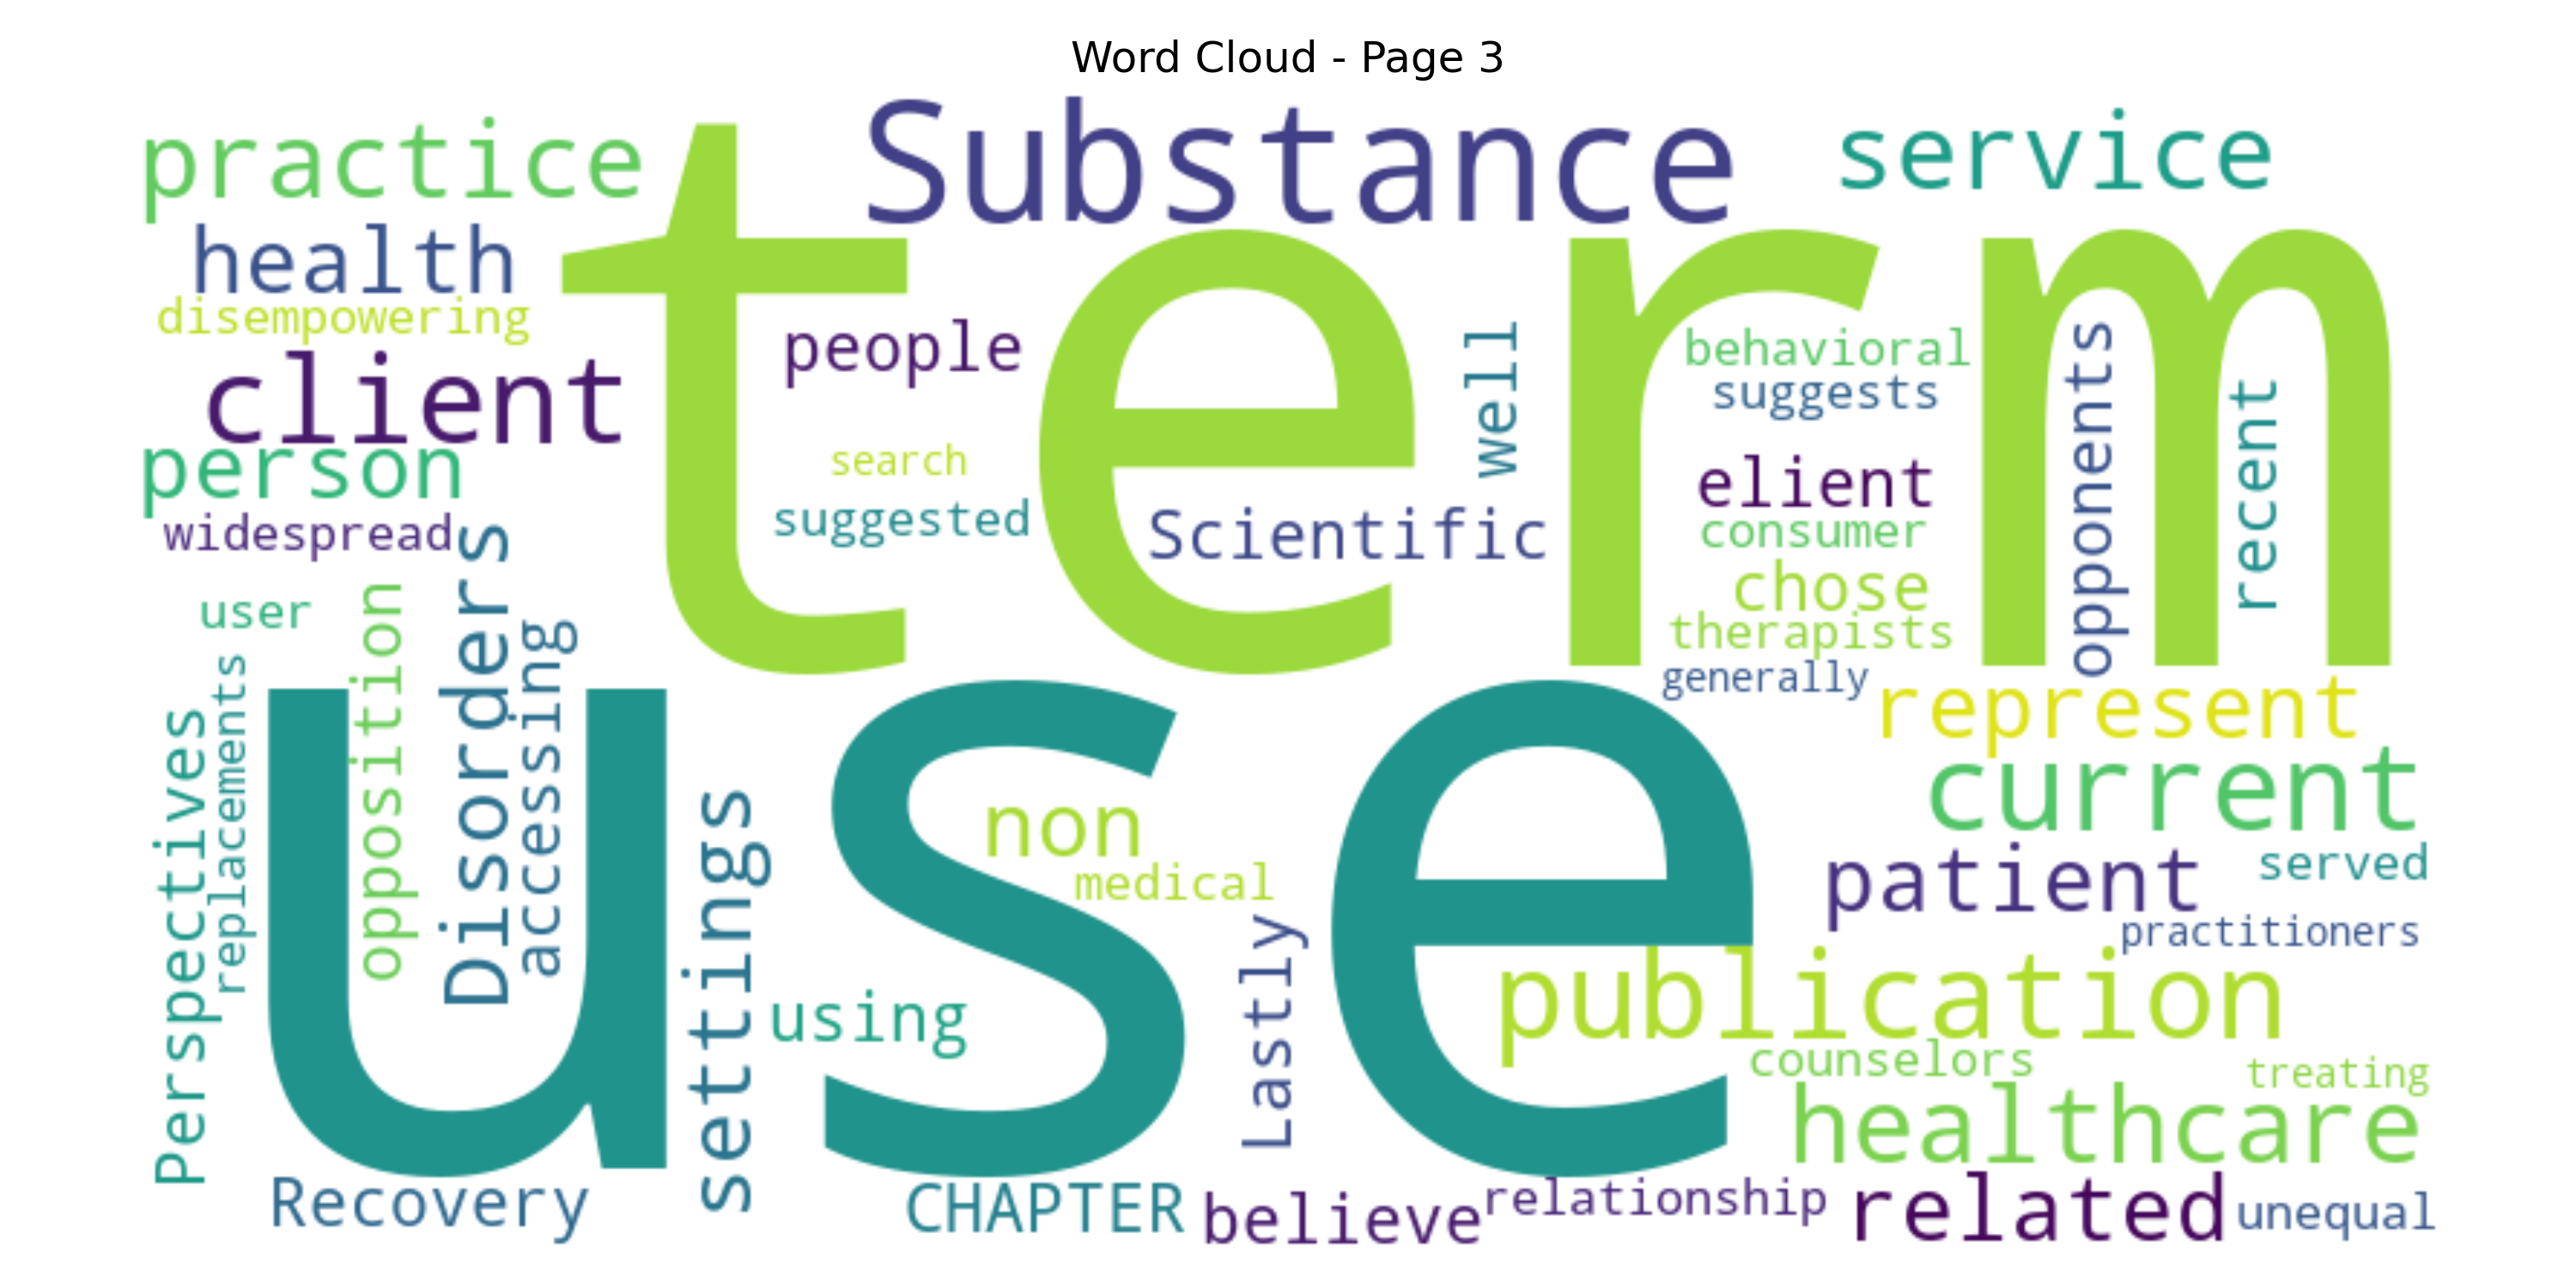 Word Cloud - Page 3
practice
Substance
service
health
term
disempowering
people
well
behavioral
suggests
opponents
recent
client
search
elient
person
suggested
Scientific
consumer
widespread
chose
therapists
user
opposition
Disorders
accessing
generally
represent
Perspectives
replacements
use
settings
non
medical
current
patient
served
practitioners
using
Lastly
publication
counselors
treating
healthcare
Recovery
CHAPTER
believe
relationship
related
unequal